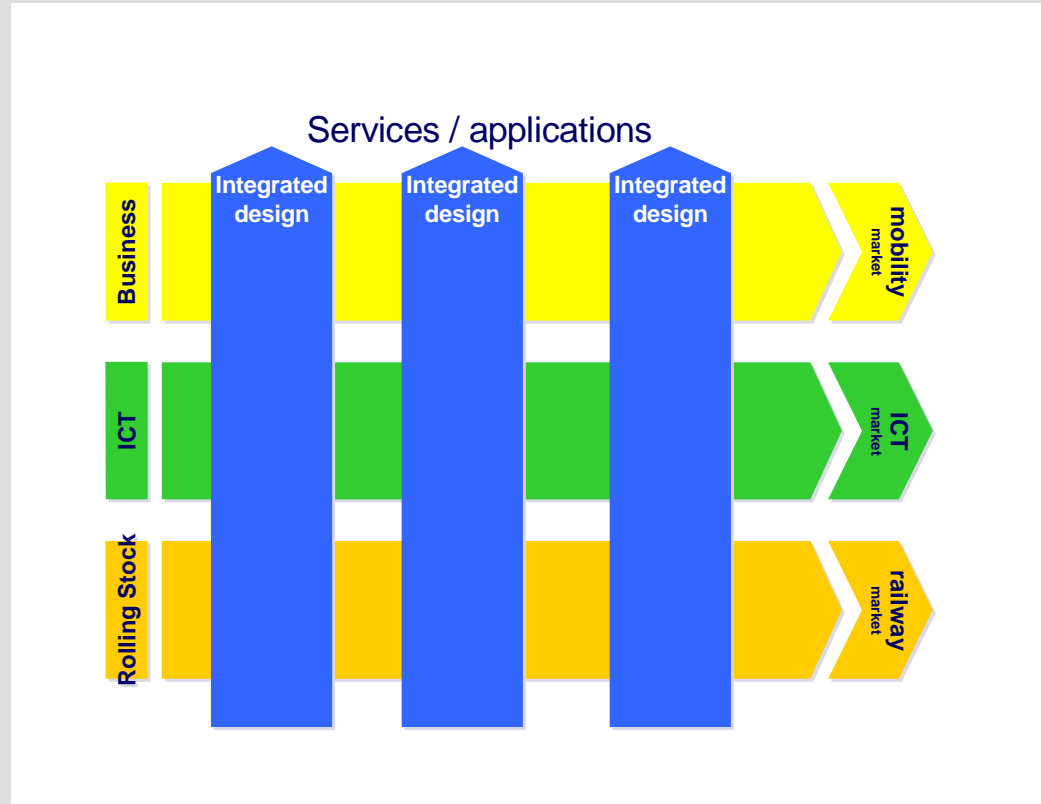 Services / applications
Integrated
design
Integrated
design
Integrated
design
Business
mobility
market
ICT
ICT
market
Rolling Stock
railway
market